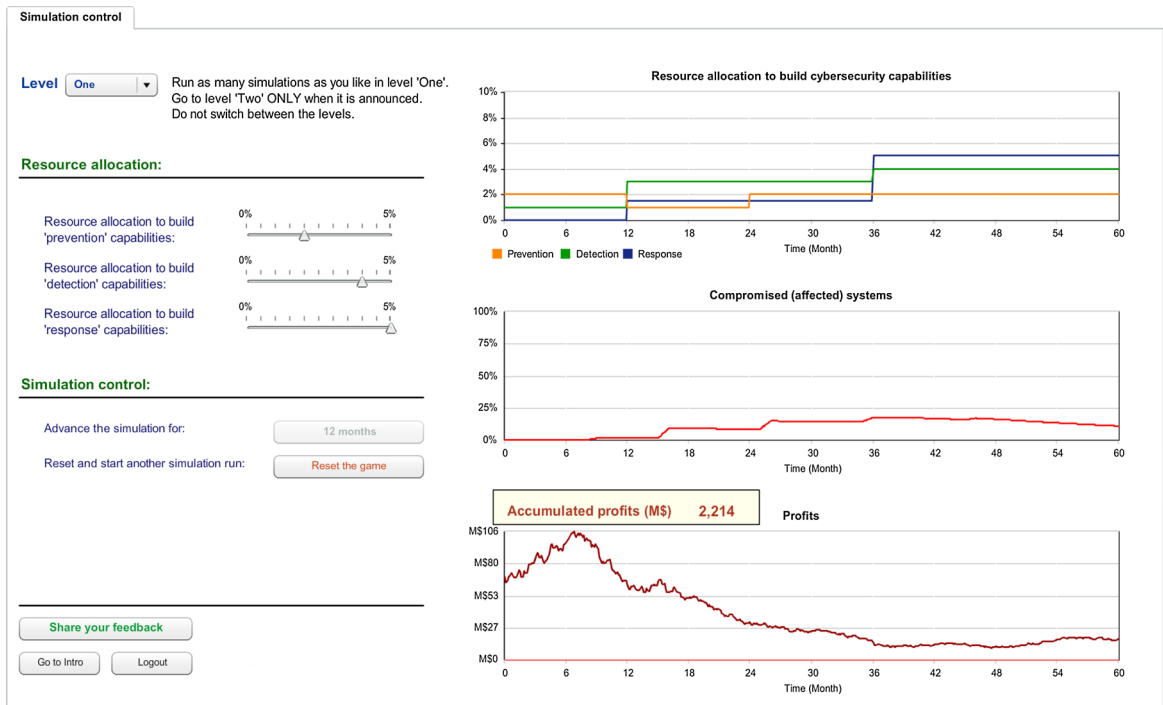 Simulation control
Level One
Run as many simulations as you like in level 'One'.
Go to level 'Two' ONLY when it is announced.
Do not switch between the levels.
Resource allocation:
0% 5%
Resource allocation to build
'prevention' capabilities:
0% 5%
Resource allocation to build
'detection' capabilities:
0% 5%
Resource allocation to build
'response' capabilities:
Simulation control:
Advance the simulation for: 12 months
Reset and start another simulation run: Reset the game
Share your feedback
Go to Intro Logout
Resource allocation to build cybersecurity capabilities
10%
8%
6%
4%
2%
0%
0 6 12 18 24 30 36 42 48 54 60
Time (Month)
Prevention Detection Response
Compromised (affected) systems
100%
75%
50%
25%
0%
0 6 12 18 24 30 36 42 48 54 60
Time (Month)
Accumulated profits (M$) 2,214
Profits
M$106
M$80
M$53
M$27
M$0
0 6 12 18 24 30 36 42 48 54 60
Time (Month)